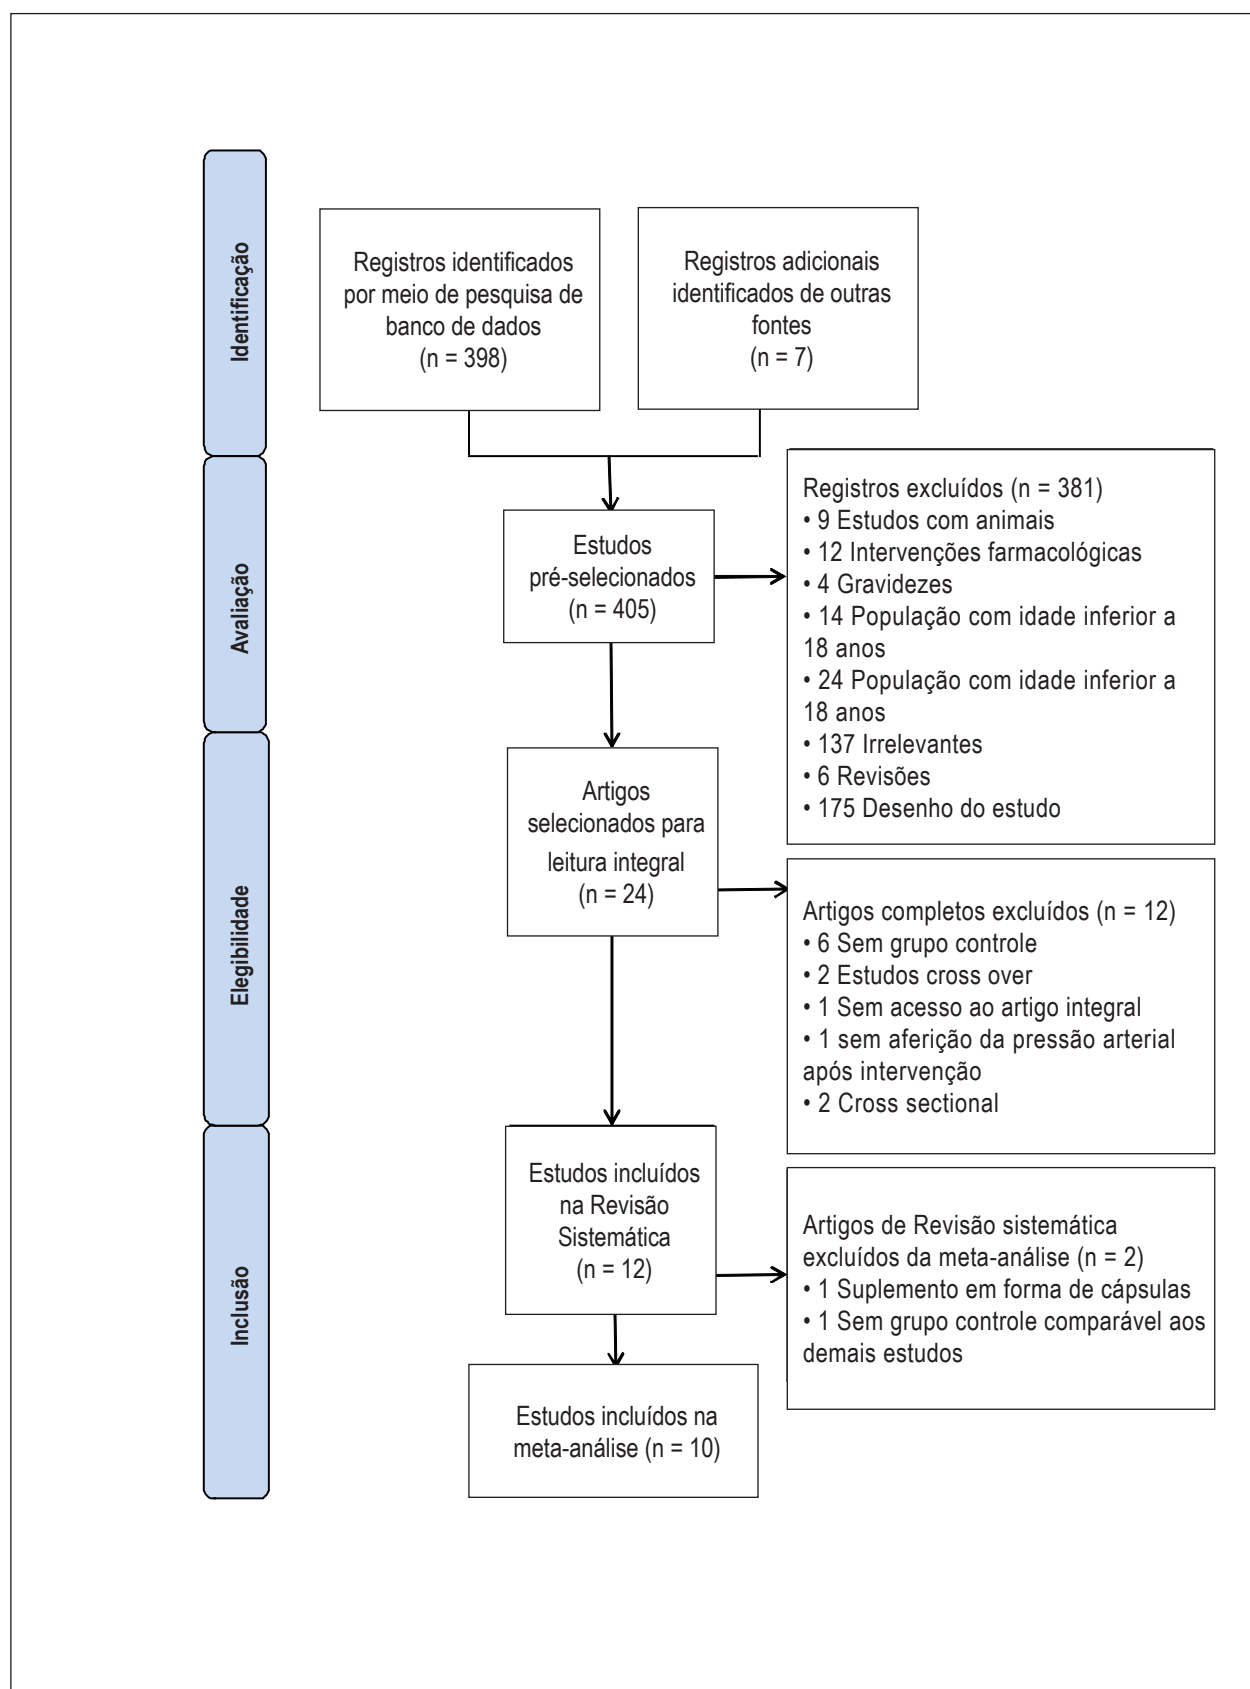 Identificação
Registros identificados
por meio de pesquisa de
banco de dados
(n = 398)
Registros adicionais
identificados de outras
fontes
(n = 7)
Avaliação
Estudos
pré-selecionados
(n = 405)
Registros excluídos (n = 381)
• 9 Estudos com animais
• 12 Intervenções farmacológicas
• 4 Gravidezes
• 14 População com idade inferior a
18 anos
• 24 População com idade inferior a
18 anos
• 137 Irrelevantes
• 6 Revisões
• 175 Desenho do estudo
Elegibilidade
Artigos
selecionados para
leitura integral
(n = 24)
Artigos completos excluídos (n = 12)
• 6 Sem grupo controle
• 2 Estudos cross over
• 1 Sem acesso ao artigo integral
• 1 sem aferição da pressão arterial
após intervenção
• 2 Cross sectional
Inclusão
Estudos incluídos
na Revisão
Sistemática
(n = 12)
Artigos de Revisão sistemática
excluídos da meta-análise (n = 2)
• 1 Suplemento em forma de cápsulas
• 1 Sem grupo controle comparável aos
demais estudos
Estudos incluídos na
meta-análise (n = 10)